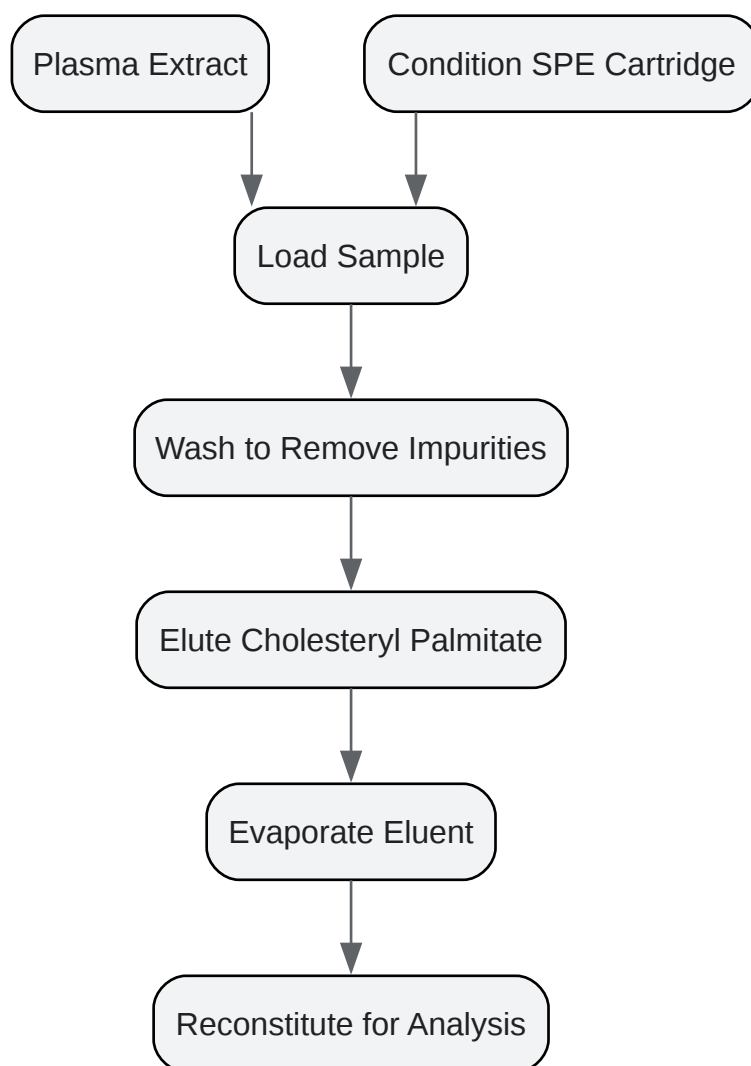 Plasma Extract
Condition SPE Cartridge
Load Sample
Wash to Remove Impurities
Elute Cholesteryl Palmitate
Evaporate Eluent
Reconstitute for Analysis